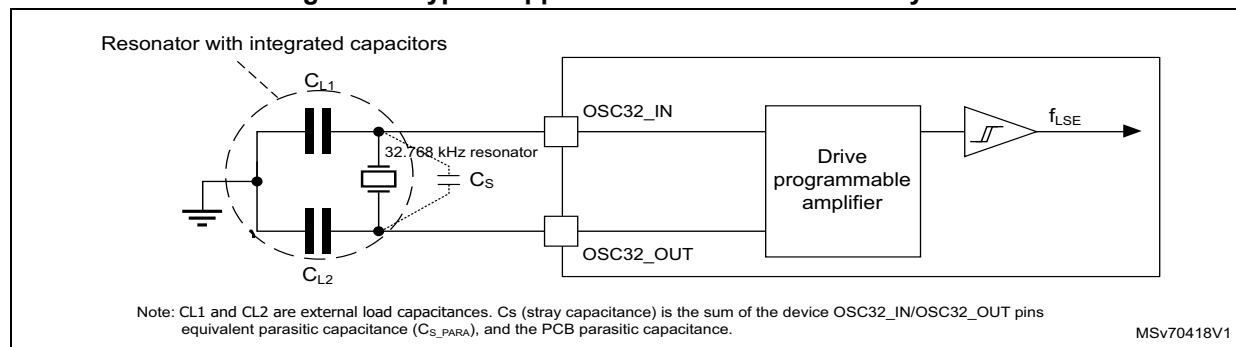 Resonator with integrated capacitors
CL1
OSC32_IN
fLSE
32.768 kHz resonator
CS
Drive
programmable
amplifier
OSC32_OUT
CL2
Note: CL1 and CL2 are external load capacitances. Cs (stray capacitance) is the sum of the device OSC32_IN/OSC32_OUT pins
equivalent parasitic capacitance (CS_PARA), and the PCB parasitic capacitance.
MSv70418V1